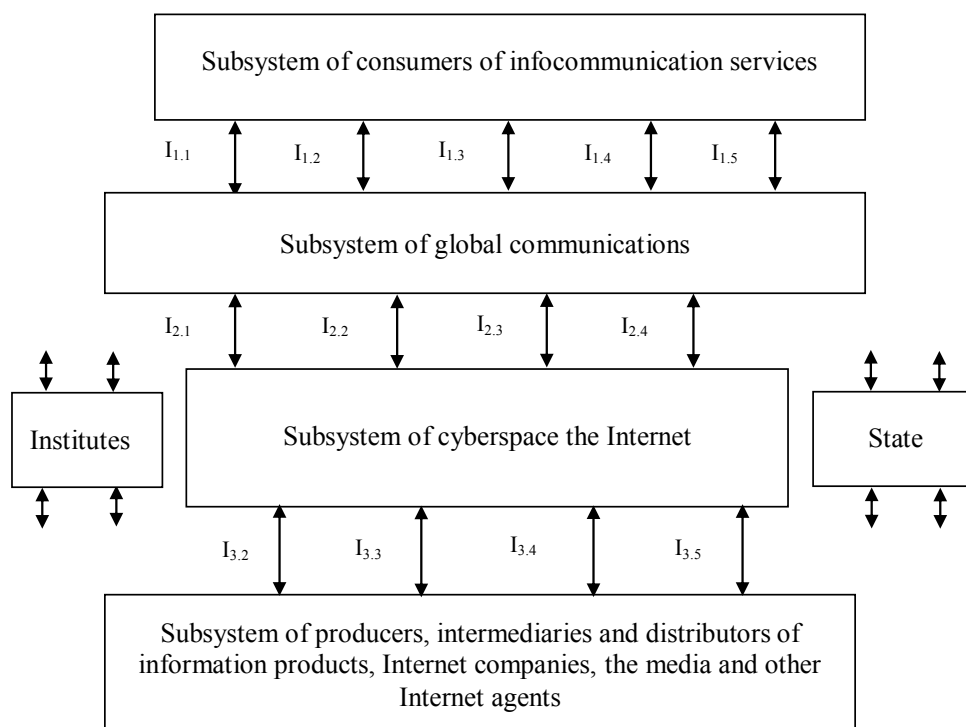 Subsystem of consumers of infocommunication services
I1.1 I1.2 I1.3 I1.4 I1.5
Subsystem of global communications
I2.1 I2.2 I2.3 I2.4
Institutes
Subsystem of cyberspace the Internet
State
I3.2 I3.3 I3.4 I3.5
Subsystem of producers, intermediaries and distributors of
information products, Internet companies, the media and other
Internet agents